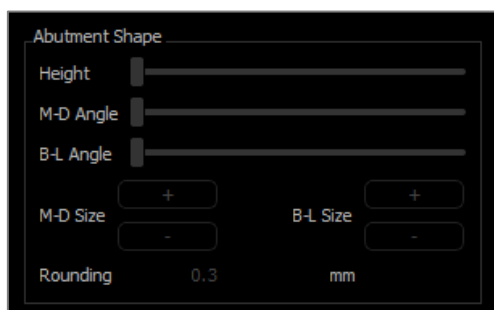 Abutment Shape
Height
M-D Angle
B-L Angle
+ +
M-D Size B-L Size
- -
Rounding 0.3 mm